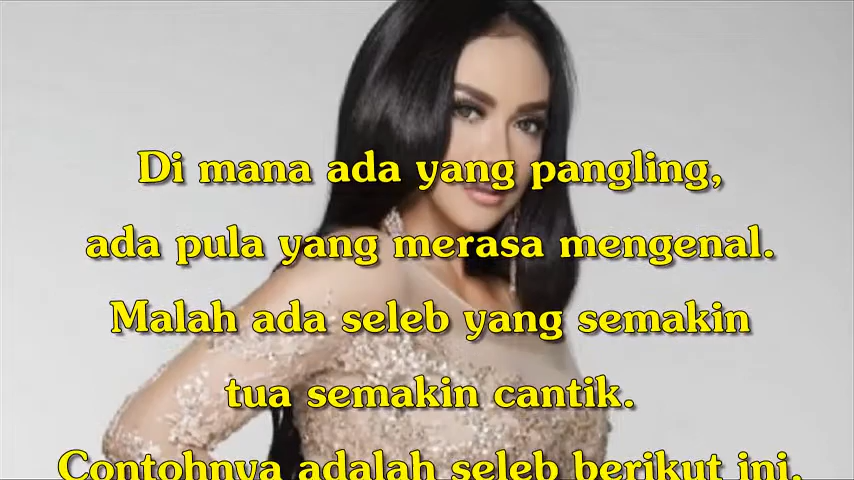 Di mana ada yang pangling,
ada pula yang merasa mengenal.
Malah ada seleb yang semakin
tua semakin cantik.
Contohnya adalah seleb berikut ini.